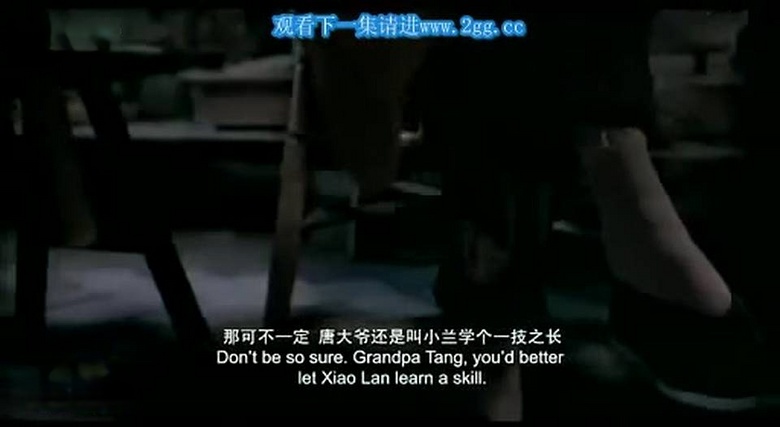 观看下一集请进www.2gg.cc
那可不一定 唐大爷还是叫小兰学个一技之长
Don't be so sure. Grandpa Tang, you'd better
let Xiao Lan learn a skill.